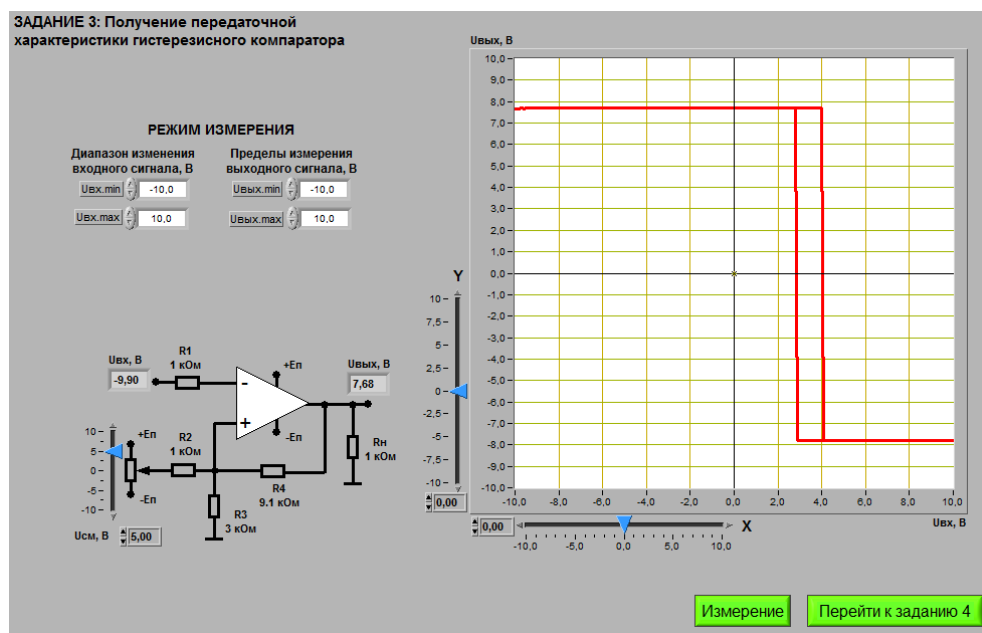 ЗАДАНИЕ 3: Получение передаточной
характеристики гистерезисного компаратора
РЕЖИМ ИЗМЕРЕНИЯ
Диапазон изменения
входного сигнала, В
Uвх.min -10,0
Uвх.max 10,0
Пределы измерения
выходного сигнала, В
Uвых.min -10,0
Uвых.max 10,0
Uвх, В
-9,90
R1
1 кОм
+Еп
-
+
-Еп
Uвых, В
7,68
Rн
1 кОм
10
5
0
-5
-10
+Еп
-Еп
R2
1 кОм
R4
9.1 кОм
R3
3 кОм
Uсм, В 5,00
Y
10
7,5
5
2,5
0
-2,5
-5
-7,5
-10
0,00
Uвых, В
10,0
9,0
8,0
7,0
6,0
5,0
4,0
3,0
2,0
1,0
0,0
-1,0
-2,0
-3,0
-4,0
-5,0
-6,0
-7,0
-8,0
-9,0
-10,0
-10,0 -8,0 -6,0 -4,0 -2,0 0,0 2,0 4,0 6,0 8,0 10,0
Uвх, В
0,00 X
-10,0 -5,0 0,0 5,0 10,0
Измерение
Перейти к заданию 4